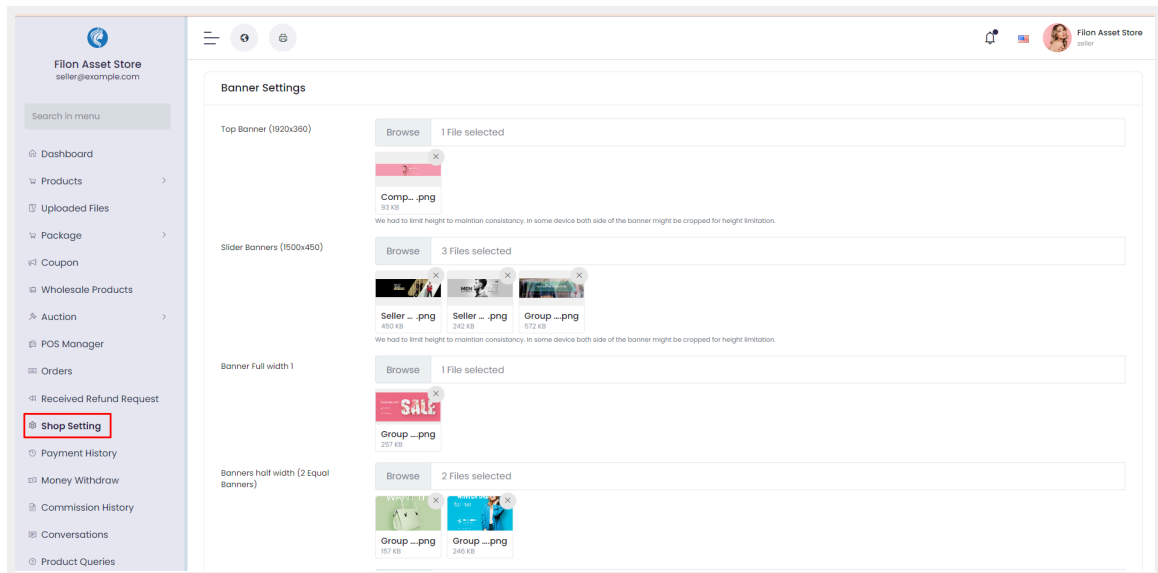 Filon Asset Store
seller@example.com
Search in menu
Dashboard
Products
Uploaded Files
Package
Coupon
Wholesale Products
Auction
POS Manager
Orders
Received Refund Request
Shop Setting
Payment History
Money Withdraw
Commission History
Conversations
Product Queries
Filon Asset Store
seller
Banner Settings
Top Banner (1920x360)
Browse 1 File selected
Comp... .png
93 KB
We had to limit height to maintian consistancy. In some device both side of the banner might be cropped for height limitation.
Slider Banners (1500x450)
Browse 3 Files selected
MEN
Seller ... .png
450 KB
Seller ... .png
242 KB
Group ....png
572 KB
We had to limit height to maintian consistancy. In some device both side of the banner might be cropped for height limitation.
Banner Full width 1
Browse 1 File selected
SALE
Group ....png
257 KB
Banners half width (2 Equal
Banners)
Browse 2 Files selected
for her
Group ....png
157 KB
Group ....png
246 KB